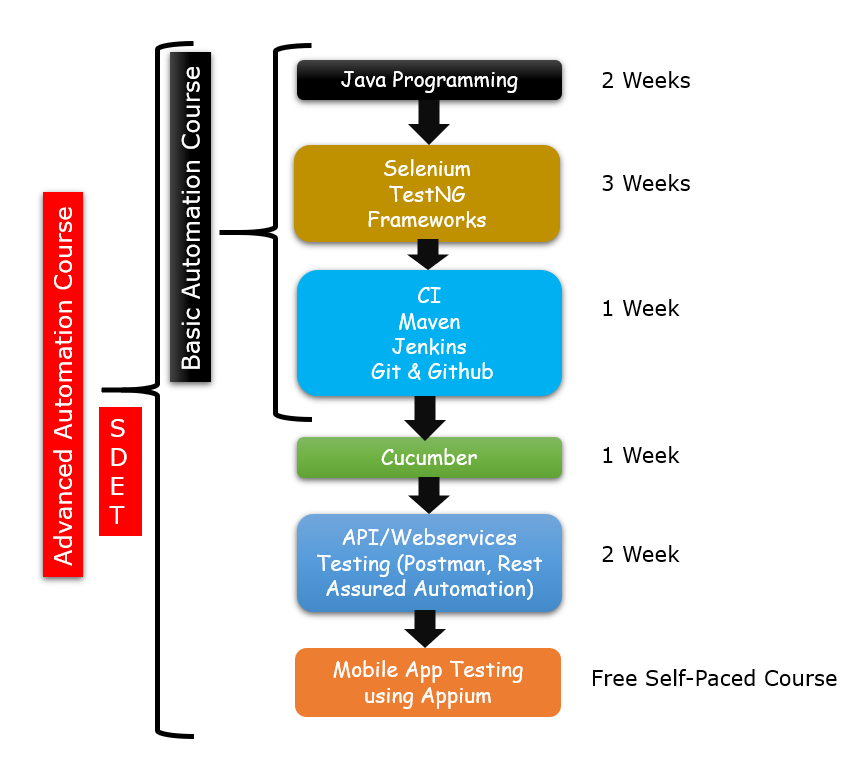 Advanced Automation Course
SDET
Basic Automation Course
Java Programming
2 Weeks
Selenium
TestNG
Frameworks
3 Weeks
CI
Maven
Jenkins
Git & Github
1 Week
Cucumber
1 Week
API/Webservices
Testing (Postman, Rest
Assured Automation)
2 Week
Mobile App Testing
using Appium
Free Self-Paced Course